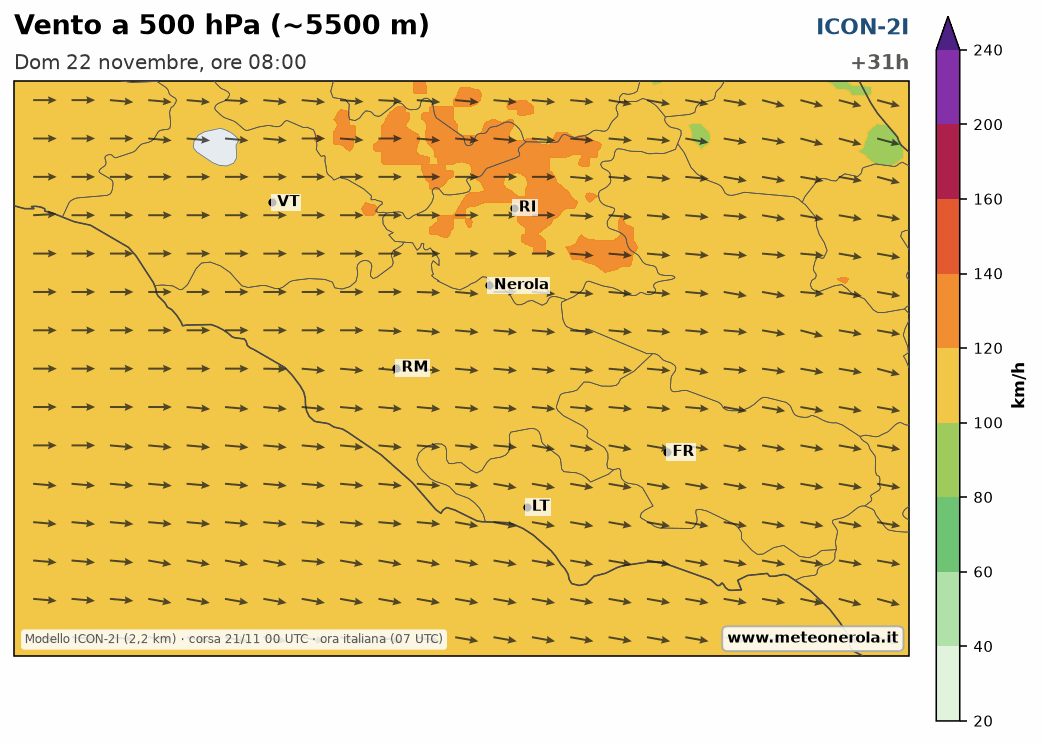 Vento a 500 hPa (~5500 m)
ICON-2I
Dom 22 novembre, ore 08:00
+31h
240
200
160
140
120
100
80
60
40
20
km/h
VT
RI
Nerola
RM
FR
LT
Modello ICON-2I (2,2 km) · corsa 21/11 00 UTC · ora italiana (07 UTC)
www.meteonerola.it